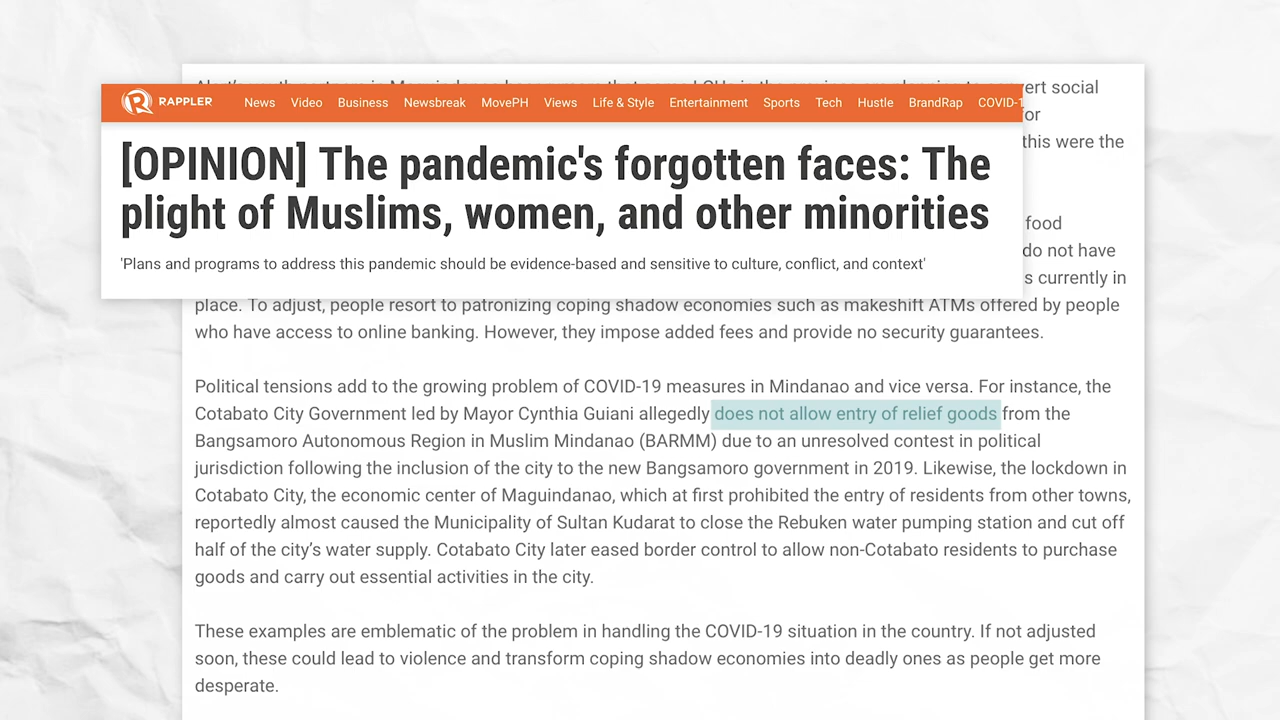 RAPPLER News Video Business Newsbreak MovePH Views Life & Style Entertainment Sports Tech Hustle BrandRap COVID-1
[OPINION] The pandemic's forgotten faces: The
plight of Muslims, women, and other minorities
'Plans and programs to address this pandemic should be evidence-based and sensitive to culture, conflict, and context'
social
for
this were the
food
do not have
s currently in
place. To adjust, people resort to patronizing coping shadow economies such as makeshift ATMs offered by people
who have access to online banking. However, they impose added fees and provide no security guarantees.
Political tensions add to the growing problem of COVID-19 measures in Mindanao and vice versa. For instance, the
Cotabato City Government led by Mayor Cynthia Guiani allegedly does not allow entry of relief goods from the
Bangsamoro Autonomous Region in Muslim Mindanao (BARMM) due to an unresolved contest in political
jurisdiction following the inclusion of the city to the new Bangsamoro government in 2019. Likewise, the lockdown in
Cotabato City, the economic center of Maguindanao, which at first prohibited the entry of residents from other towns,
reportedly almost caused the Municipality of Sultan Kudarat to close the Rebuken water pumping station and cut off
half of the city’s water supply. Cotabato City later eased border control to allow non-Cotabato residents to purchase
goods and carry out essential activities in the city.
These examples are emblematic of the problem in handling the COVID-19 situation in the country. If not adjusted
soon, these could lead to violence and transform coping shadow economies into deadly ones as people get more
desperate.